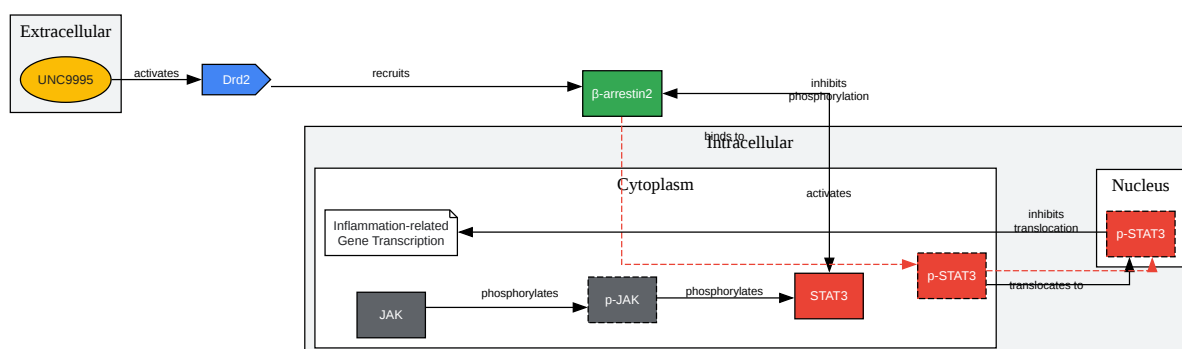 Extracellular
UNC9995
activates
Drd2
recruits
β-arrestin2
inhibits
phosphorylation
binds to
Intracellular
Cytoplasm
Nucleus
activates
Inflammation-related
Gene Transcription
inhibits
translocation
p-STAT3
p-STAT3
translocates to
phosphorylates
p-JAK
phosphorylates
STAT3
JAK